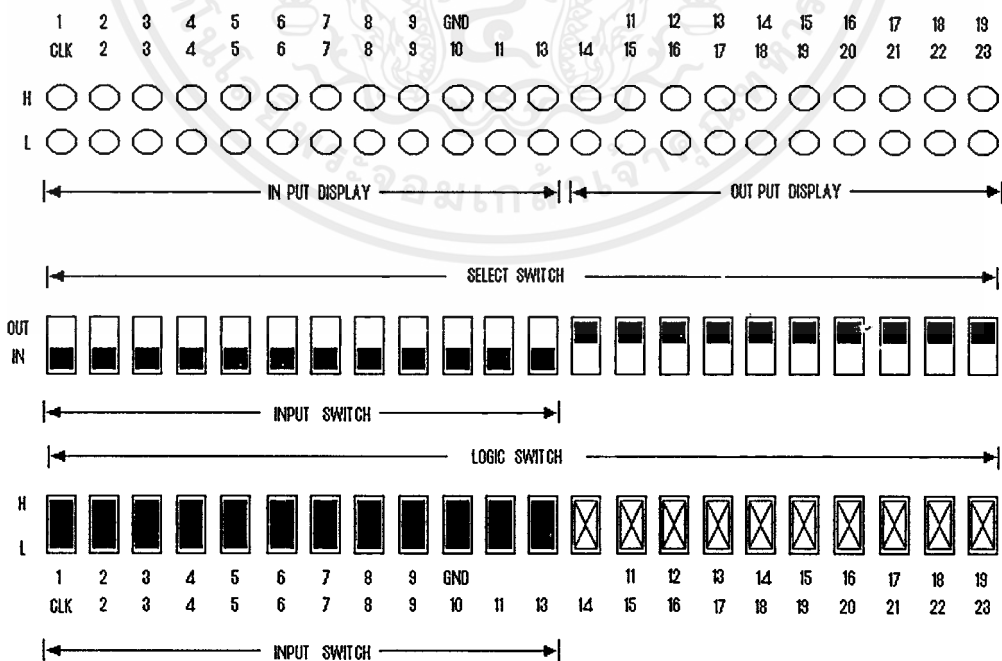 1 2 3 4 5 6 7 8 9 GND 11 12 13 14 15 16 17 18 19
CLK 2 3 4 5 6 7 8 9 10 11 13 14 15 16 17 18 19 20 21 22 23
H
L
IN PUT DISPLAY OUT PUT DISPLAY
SELECT SWITCH
OUT
IN
INPUT SWITCH
LOGIC SWITCH
H
L
1 2 3 4 5 6 7 8 9 GND 11 12 13 14 15 16 17 18 19
CLK 2 3 4 5 6 7 8 9 10 11 13 14 15 16 17 18 19 20 21 22 23
INPUT SWITCH